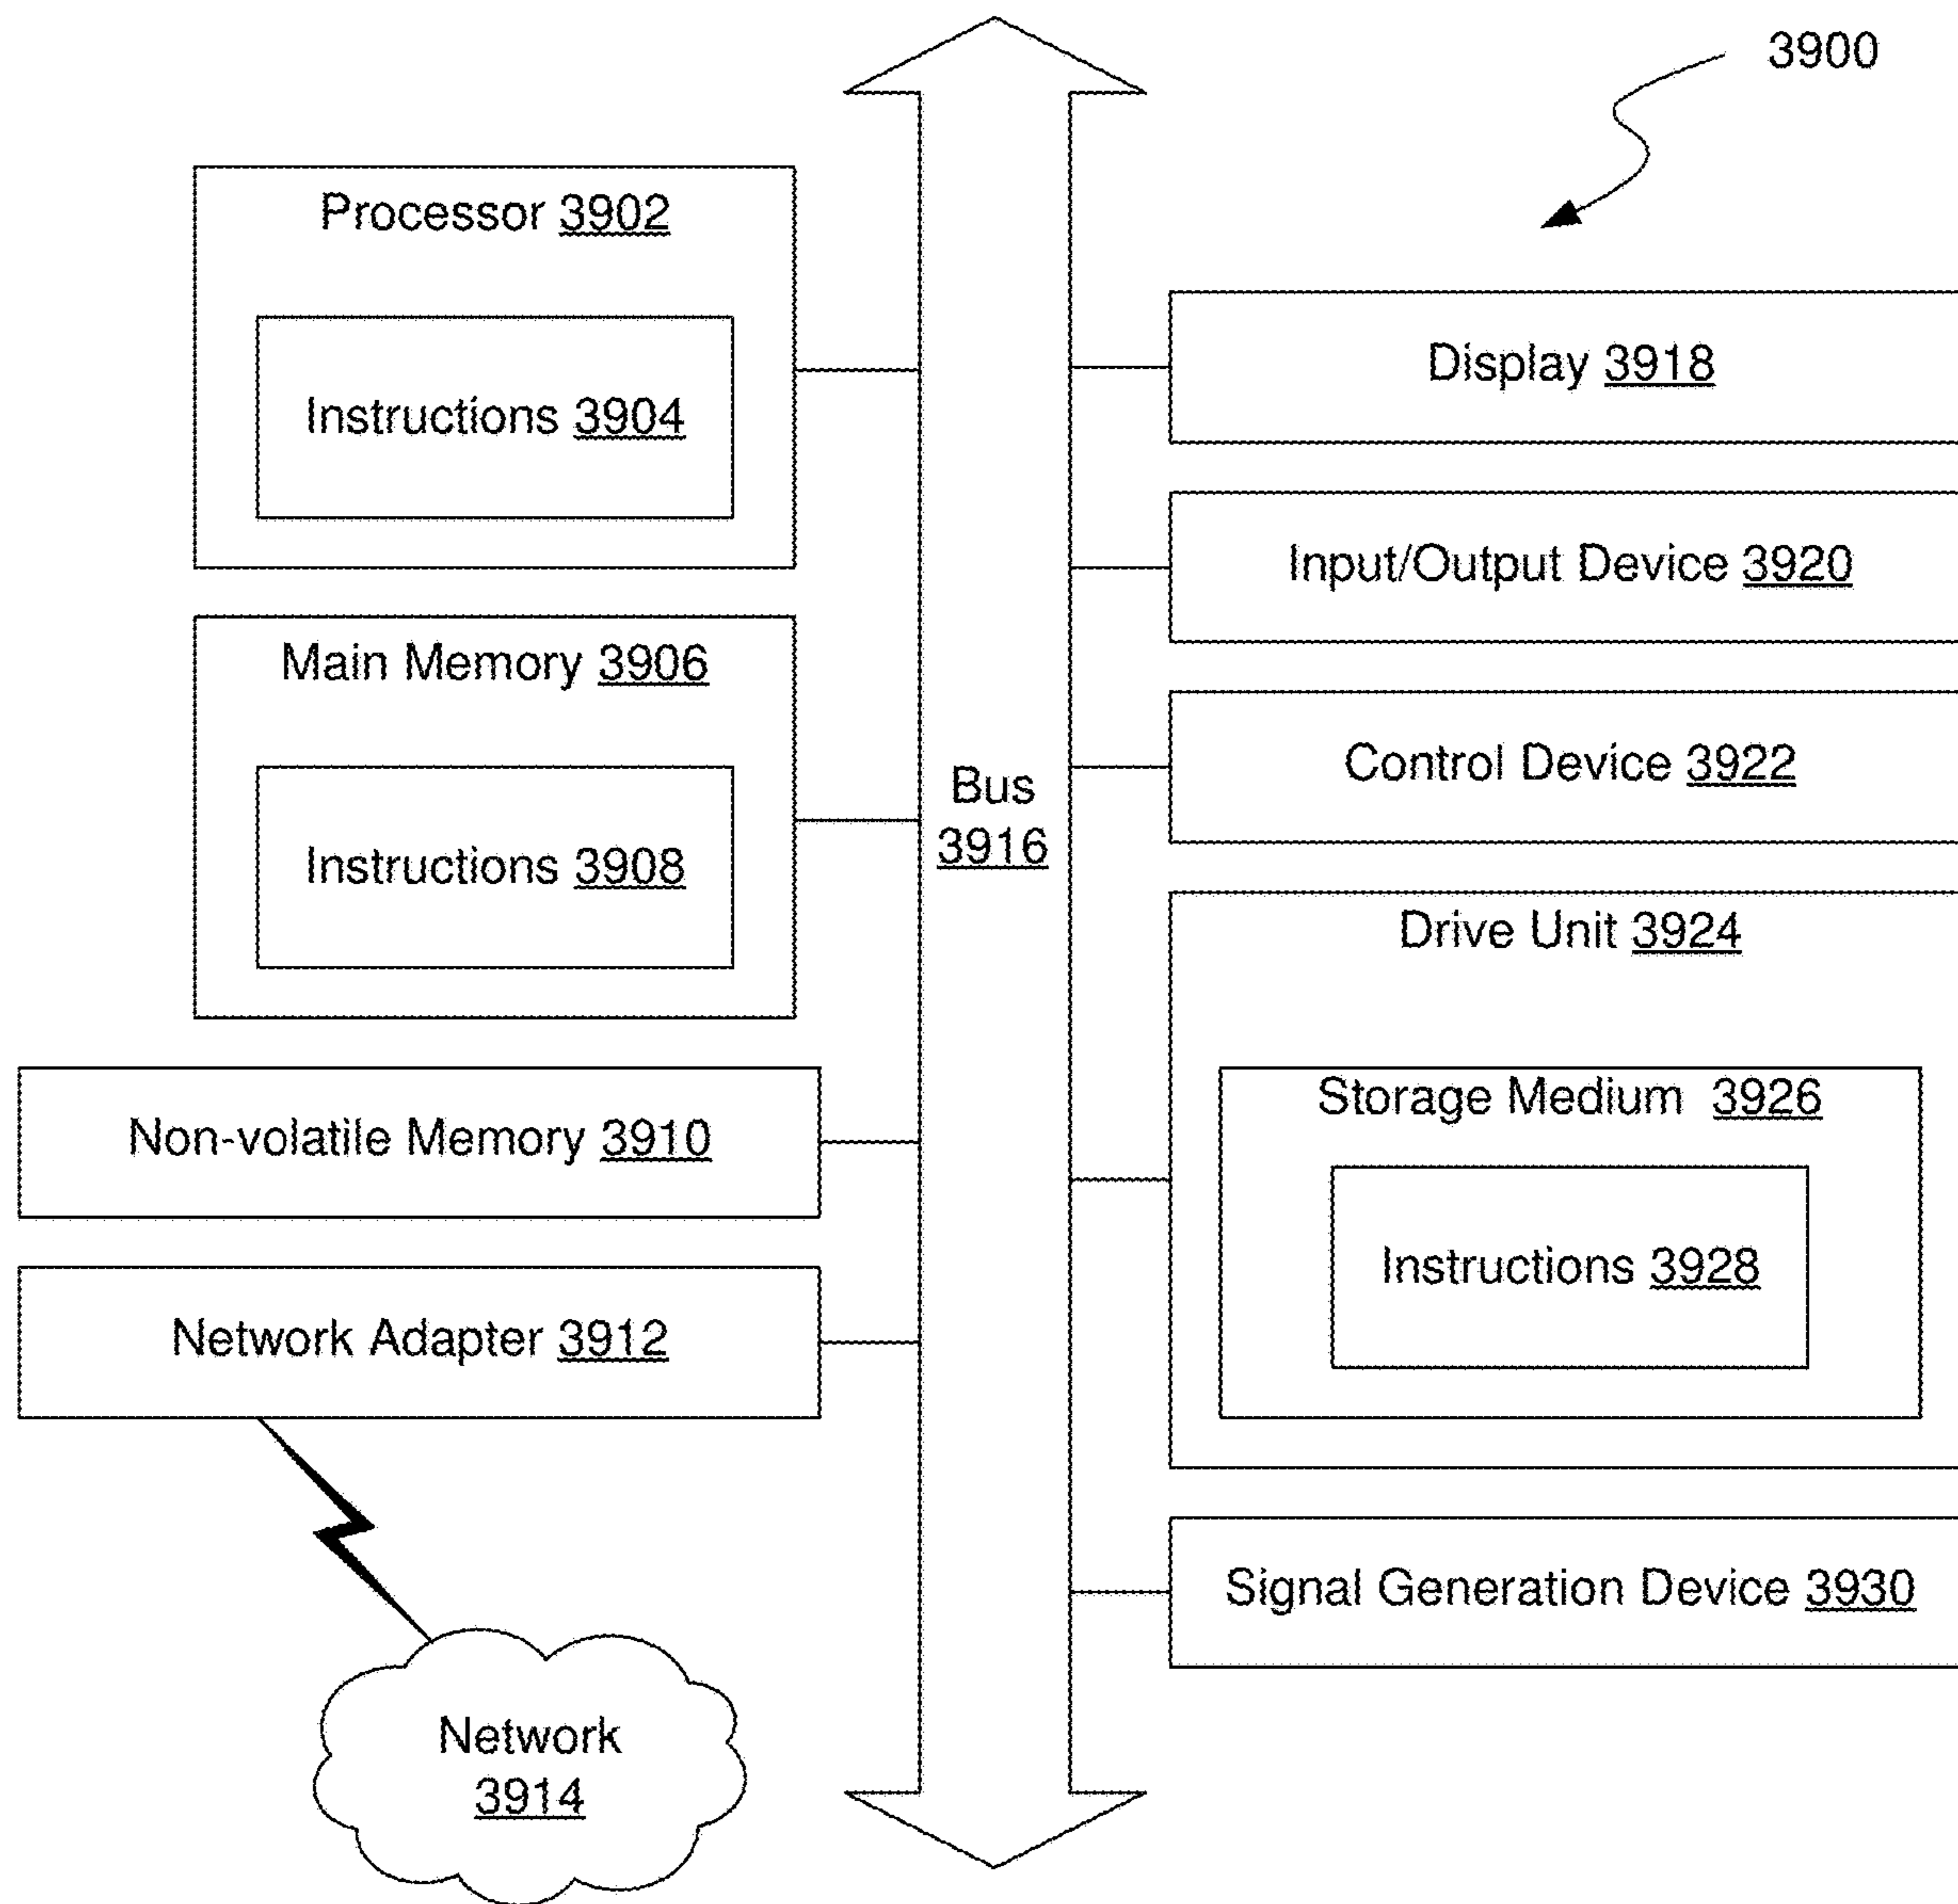 3900
Processor 3902
Instructions 3904
Main Memory 3906
Instructions 3908
Non-volatile Memory 3910
Network Adapter 3912
Network
3914
Bus
3916
Display 3918
Input/Output Device 3920
Control Device 3922
Drive Unit 3924
Storage Medium 3926
Instructions 3928
Signal Generation Device 3930